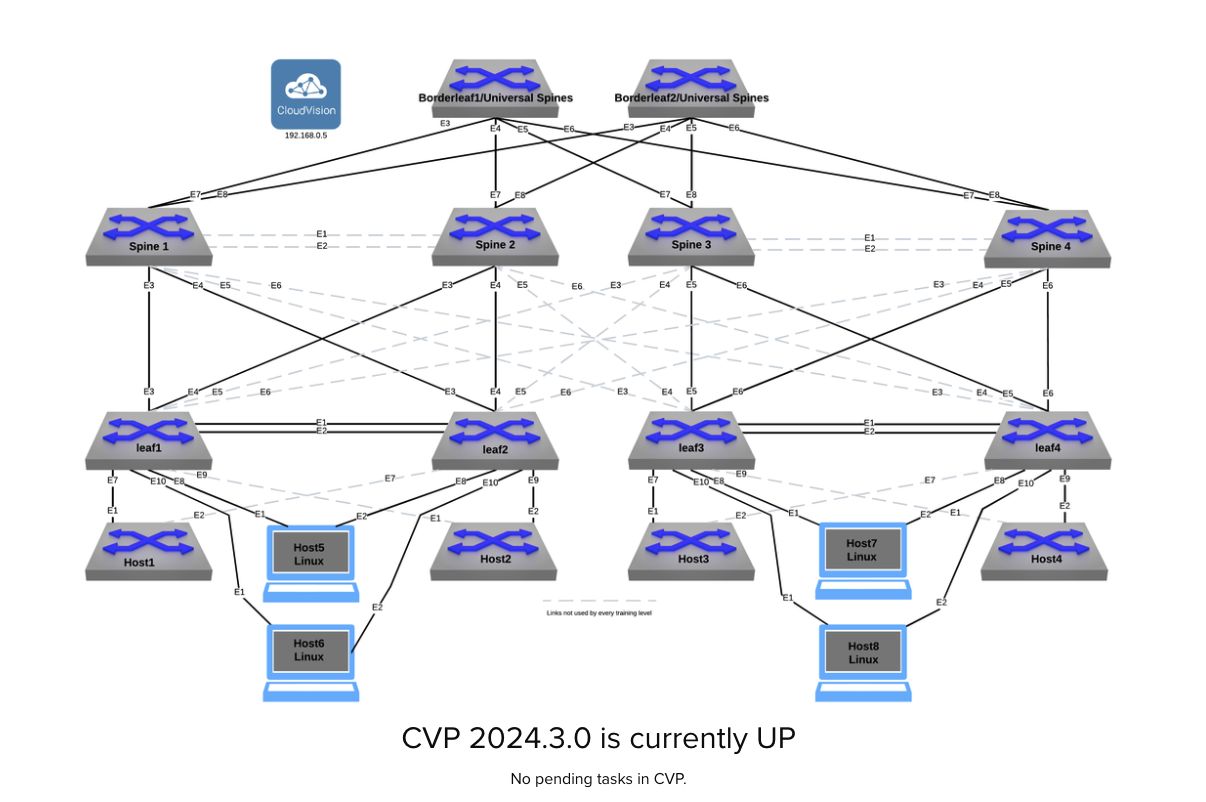 Borderleaf1/Universal Spines
Borderleaf2/Universal Spines
CloudVision
192.168.0.5
E3
E4
E5
E6
E3
E4
E5
E6
E7
E8
E7
E8
E7
E8
E7
E8
Spine 1
E1
E2
Spine 2
Spine 3
E1
E2
Spine 4
E3
E4
E5
E6
E3
E4
E5
E6
E3
E4
E5
E6
E3
E4
E5
E6
E3
E4
E5
E6
E3
E4
E5
E6
E3
E4
E5
E6
E3
E4
E5
E6
leaf1
E1
E2
leaf2
leaf3
E1
E2
leaf4
E7
E10
E8
E9
E7
E8
E10
E9
E7
E10
E8
E9
E7
E8
E10
E9
E1
E2
E1
E2
E1
E2
E1
E2
E1
E2
E1
E2
Host1
Host5
Linux
Host2
Host3
Host7
Linux
Host4
E1
E2
E1
E2
Links not used by every training level
Host6
Linux
Host8
Linux
CVP 2024.3.0 is currently UP
No pending tasks in CVP.